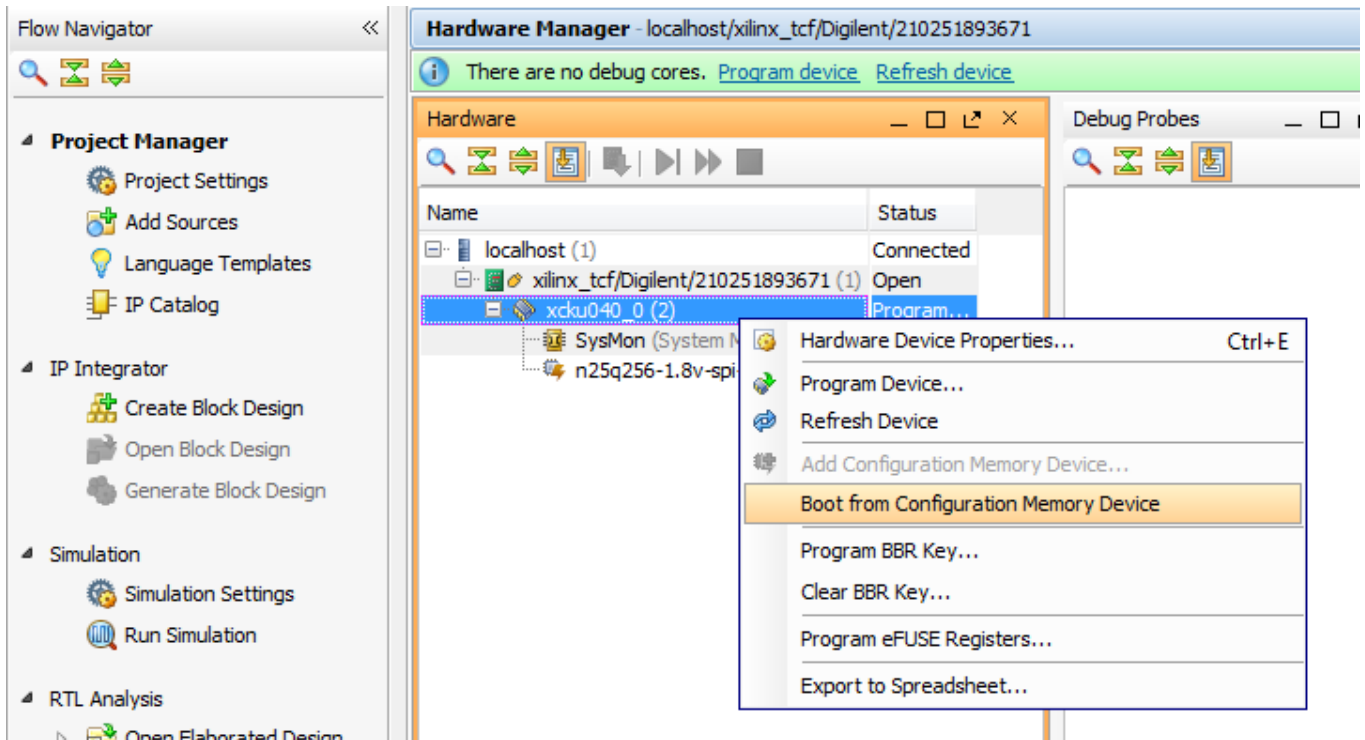 Flow Navigator
Project Manager
Project Settings
Add Sources
Language Templates
IP Catalog
IP Integrator
Create Block Design
Open Block Design
Generate Block Design
Simulation
Simulation Settings
Run Simulation
RTL Analysis
Open Elaborated Design
Hardware Manager - localhost/xilinx_tcf/Digilent/210251893671
There are no debug cores. Program device Refresh device
Hardware
Name Status
localhost (1) Connected
xilinx_tcf/Digilent/210251893671 (1) Open
xcku040_0 (2) Program...
SysMon (System M
n25q256-1.8v-spi-
Hardware Device Properties... Ctrl+E
Program Device...
Refresh Device
Add Configuration Memory Device...
Boot from Configuration Memory Device
Program BBR Key...
Clear BBR Key...
Program eFUSE Registers...
Export to Spreadsheet...
Debug Probes